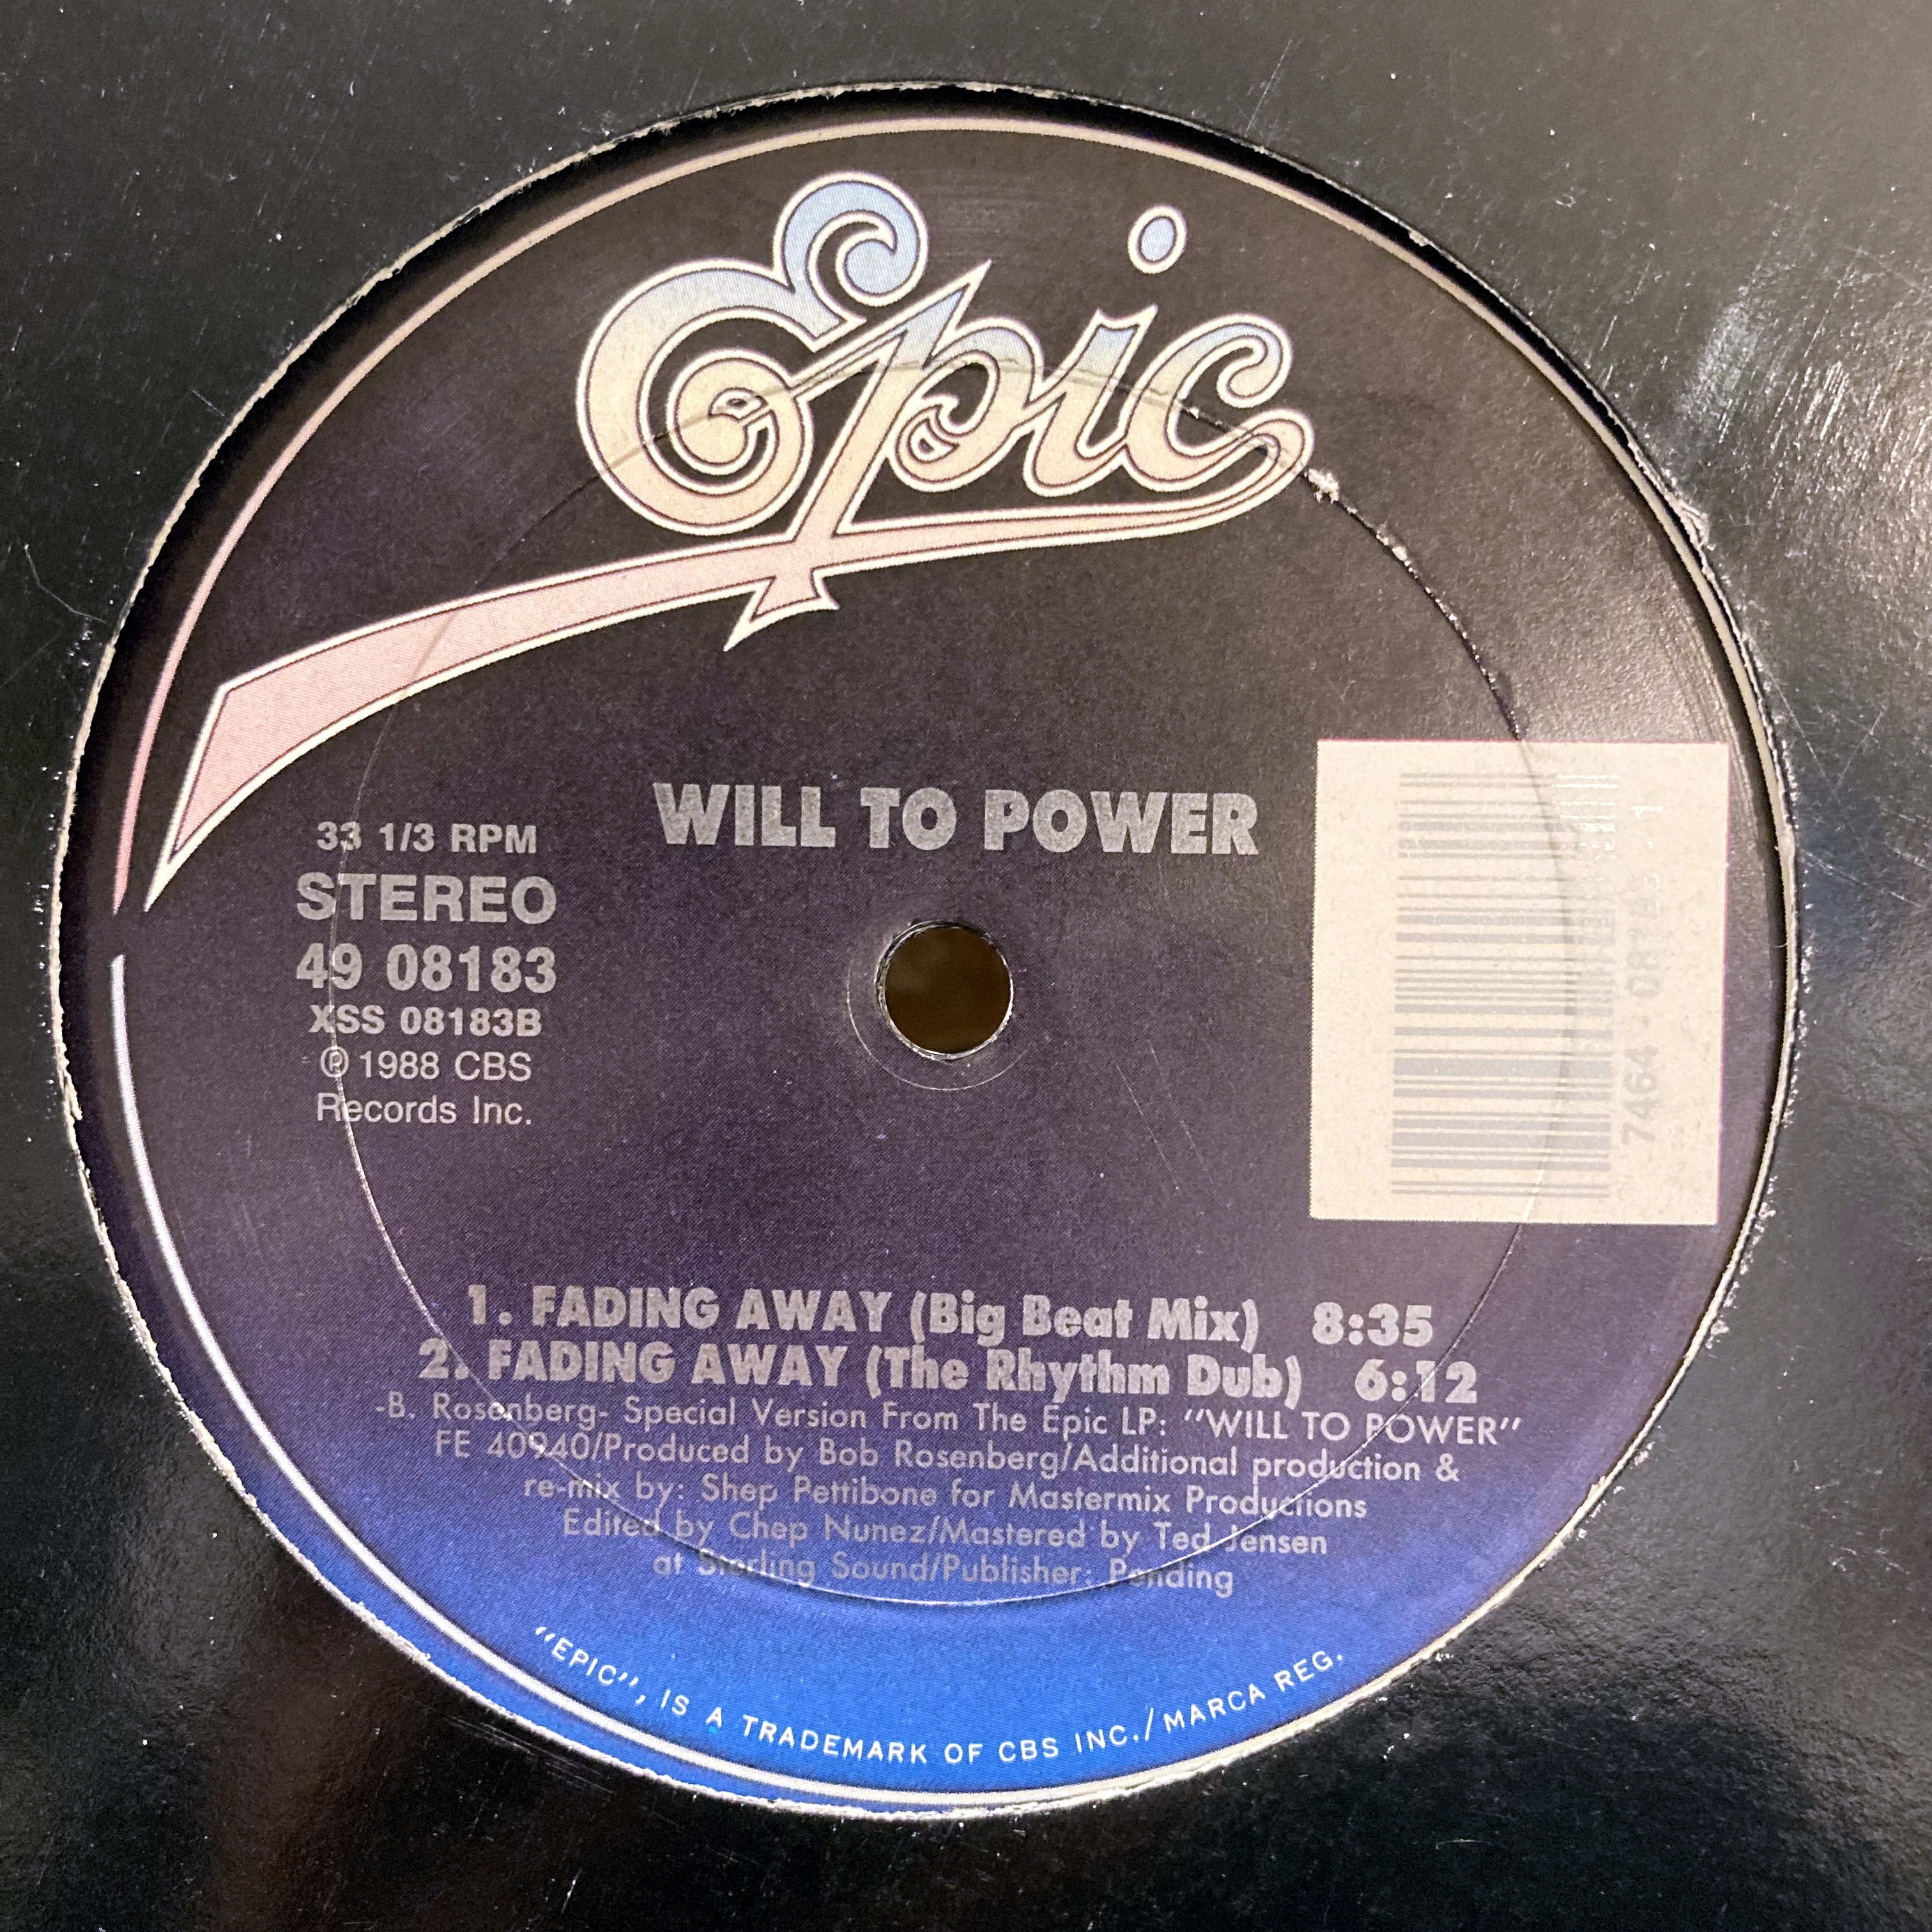 Epic
WILL TO POWER
33 1/3 RPM
STEREO
49 08183
XSS 08183B
℗ 1988 CBS
Records Inc.
7464-08183-1
1. FADING AWAY (Big Beat Mix) 8:35
2. FADING AWAY (The Rhythm Dub) 6:12
-B. Rosenberg- Special Version From The Epic LP: "WILL TO POWER"
FE 40940/Produced by Bob Rosenberg/Additional production &
re-mix by: Shep Pettibone for Mastermix Productions
Edited by Chep Nunez/Mastered by Ted Jensen
at Sterling Sound/Publisher: Pending
"EPIC", IS A TRADEMARK OF CBS INC./MARCA REG.